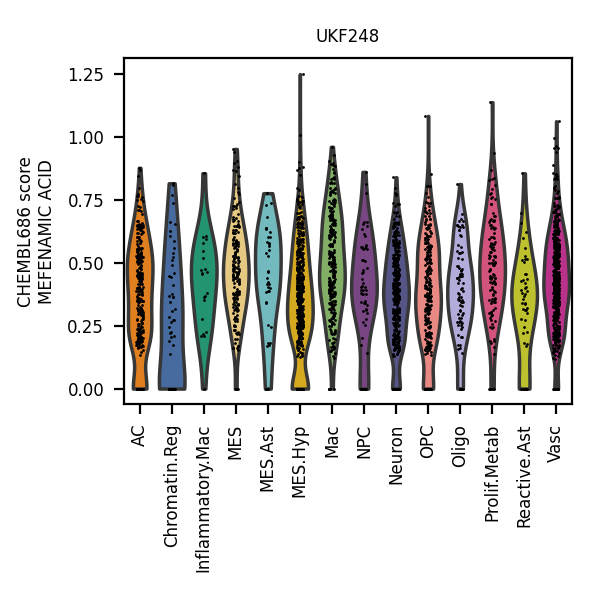 UKF248
CHEMBL686 score
MEFENAMIC ACID
1.25
1.00
0.75
0.50
0.25
0.00
AC
Chromatin.Reg
Inflammatory.Mac
MES
MES.Ast
MES.Hyp
Mac
NPC
Neuron
OPC
Oligo
Prolif.Metab
Reactive.Ast
Vasc